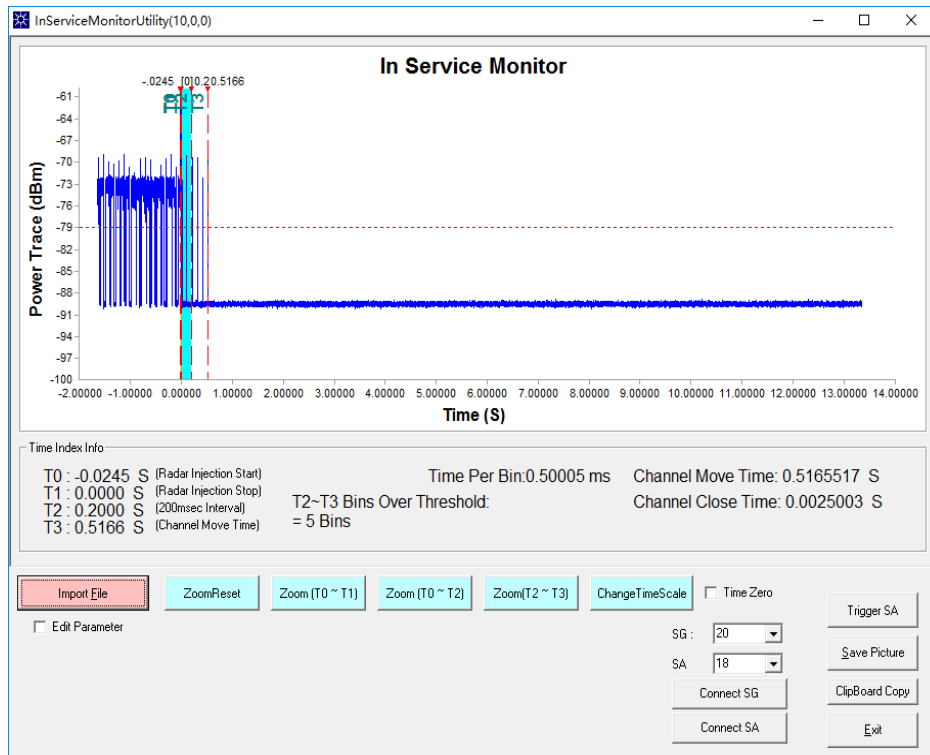 InServiceMonitorUtility(10,0,0)
In Service Monitor
-.0245 [0]0.20.5166
T2 T3
Power Trace (dBm)
-61
-64
-67
-70
-73
-76
-79
-82
-85
-88
-91
-94
-97
-100
-2.00000 -1.00000 0.00000 1.00000 2.00000 3.00000 4.00000 5.00000 6.00000 7.00000 8.00000 9.00000 10.00000 11.00000 12.00000 13.00000 14.00000
Time (S)
Time Index Info
T0 : -0.0245 S (Radar Injection Start)
T1 : 0.0000 S (Radar Injection Stop)
T2 : 0.2000 S (200msec Interval)
T3 : 0.5166 S (Channel Move Time)
Time Per Bin:0.50005 ms
T2~T3 Bins Over Threshold:
= 5 Bins
Channel Move Time: 0.5165517 S
Channel Close Time: 0.0025003 S
Import File
ZoomReset
Zoom (T0 ~ T1)
Zoom (T0 ~ T2)
Zoom(T2 ~ T3)
ChangeTimeScale
Time Zero
Edit Parameter
SG : 20
SA 18
Connect SG
Connect SA
Trigger SA
Save Picture
ClipBoard Copy
Exit